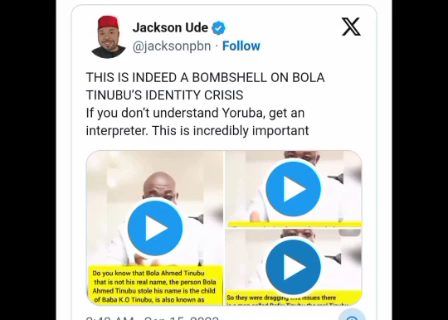 Jackson Ude
@jacksonpbn · Follow
THIS IS INDEED A BOMBSHELL ON BOLA
TINUBU'S IDENTITY CRISIS
If you don't understand Yoruba, get an
interpreter. This is incredibly important
Do you know that Bola Ahmed Tinubu
that is not his real name, the person Bola
Ahmed Tinubu stole his name is the child
of Baba K.O Tinubu, is also known as
So they were dragging this issues there